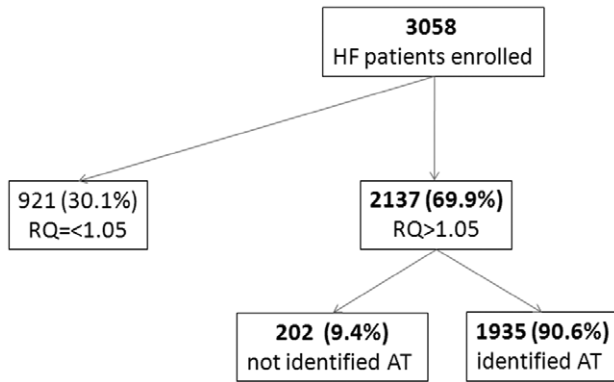 3058
HF patients enrolled
921 (30.1%)
RQ=<1.05
2137 (69.9%)
RQ>1.05
202 (9.4%)
not identified AT
1935 (90.6%)
identified AT